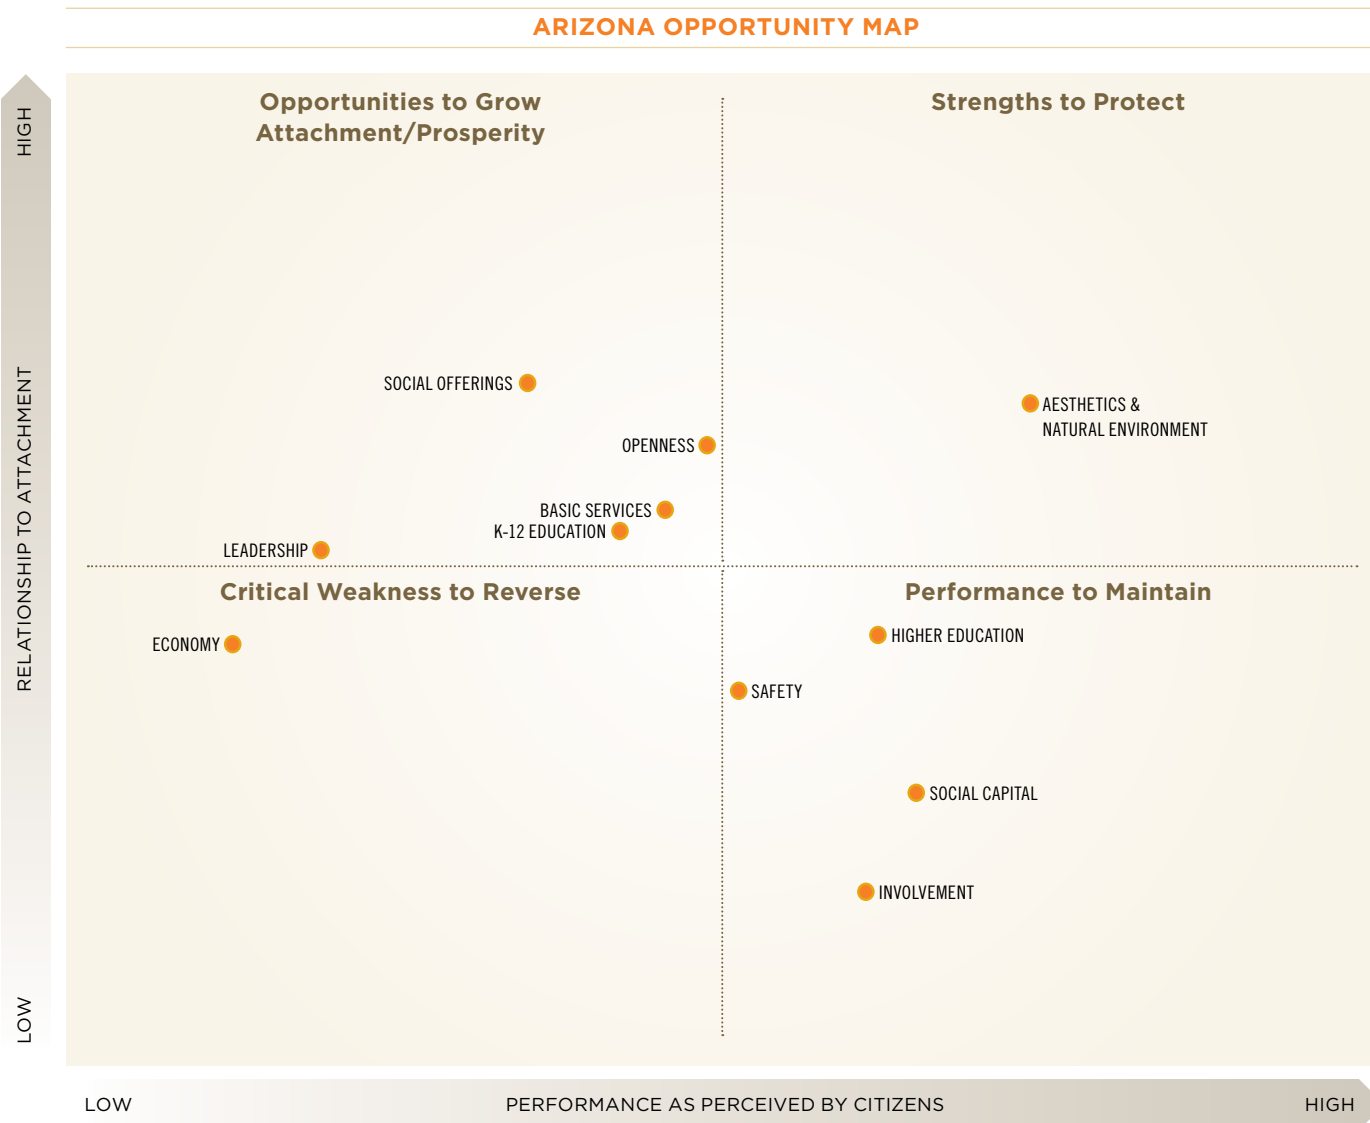 ARIZONA OPPORTUNITY MAP
HIGH
RELATIONSHIP TO ATTACHMENT
LOW
Opportunities to Grow
Attachment/Prosperity
Strengths to Protect
SOCIAL OFFERINGS
AESTHETICS &
NATURAL ENVIRONMENT
OPENNESS
BASIC SERVICES
K-12 EDUCATION
LEADERSHIP
Critical Weakness to Reverse
Performance to Maintain
HIGHER EDUCATION
ECONOMY
SAFETY
SOCIAL CAPITAL
INVOLVEMENT
LOW
PERFORMANCE AS PERCEIVED BY CITIZENS
HIGH